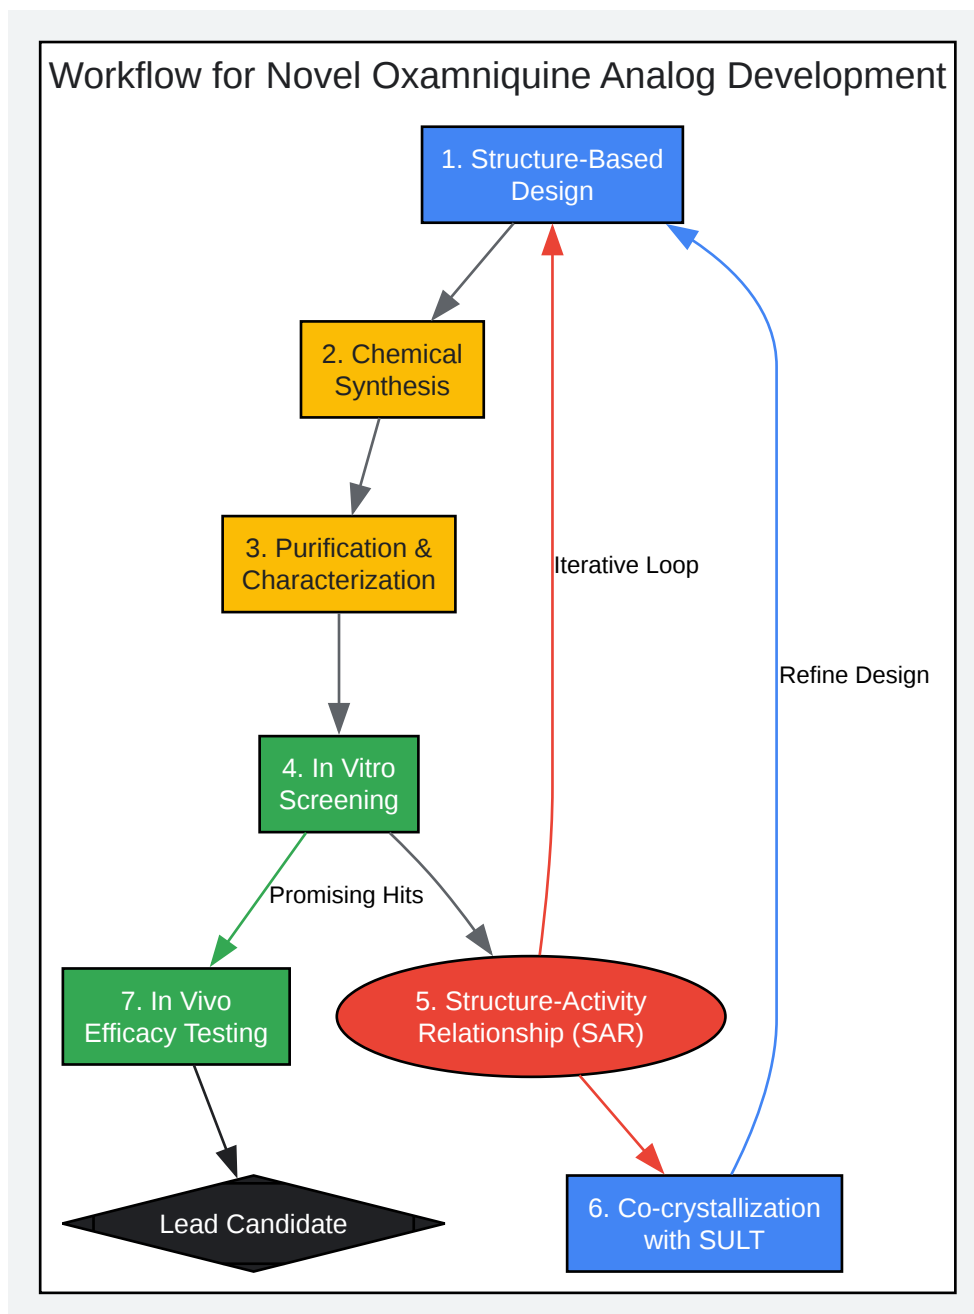 Workflow for Novel Oxamniquine Analog Development
1. Structure-Based
Design
2. Chemical
Synthesis
3. Purification &
Characterization
Iterative Loop
Refine Design
4. In Vitro
Screening
Promising Hits
7. In Vivo
Efficacy Testing
5. Structure-Activity
Relationship (SAR)
Lead Candidate
6. Co-crystallization
with SULT